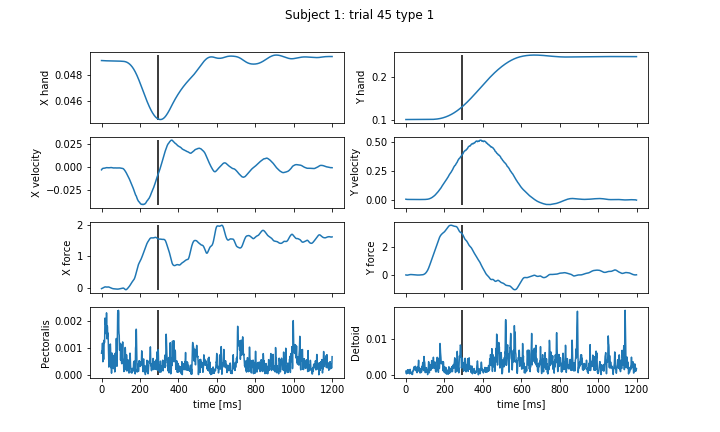 Subject 1: trial 45 type 1
X hand
0.048
0.046
Y hand
0.2
0.1
X velocity
0.025
0.000
−0.025
Y velocity
0.50
0.25
0.00
X force
2
1
0
Y force
2
0
Pectoralis
0.002
0.001
0.000
0 200 400 600 800 1000 1200
time [ms]
Deltoid
0.01
0.00
0 200 400 600 800 1000 1200
time [ms]